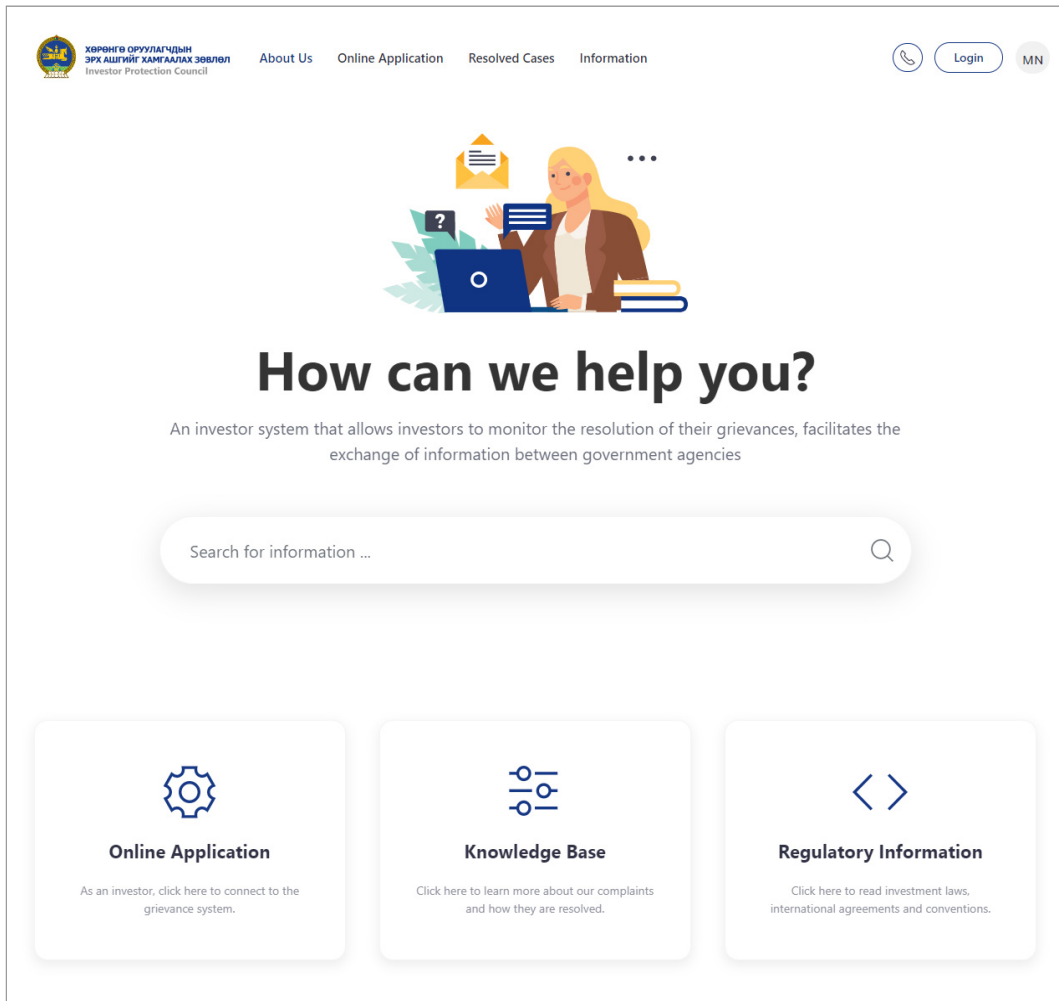 ХӨРӨНГӨ ОРУУЛАГЧДЫН
ЭРХ АШГИЙГ ХАМГААЛАХ ЗӨВЛӨЛ
Investor Protection Council
About Us
Online Application
Resolved Cases
Information
Login
MN
?
How can we help you?
An investor system that allows investors to monitor the resolution of their grievances, facilitates the
exchange of information between government agencies
Search for information ...
Online Application
As an investor, click here to connect to the
grievance system.
Knowledge Base
Click here to learn more about our complaints
and how they are resolved.
Regulatory Information
Click here to read investment laws,
international agreements and conventions.